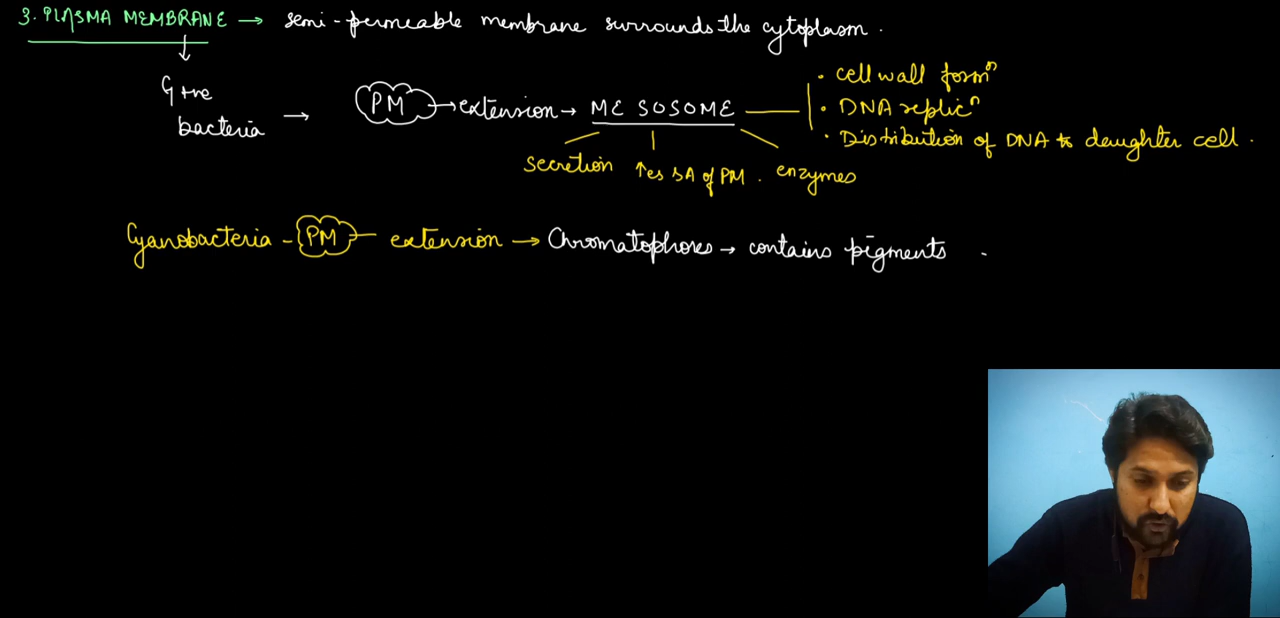 3. PLASMA MEMBRANE → semi-permeable membrane surrounds the cytoplasm.
G +ve bacteria → PM → extension → MESOSOME
• cell wall formⁿ
• DNA replicⁿ
• Distribution of DNA to daughter cell.
secretion ↑es SA of PM. enzymes
Cyanobacteria - PM - extension → Chromatophores → contains pigments.